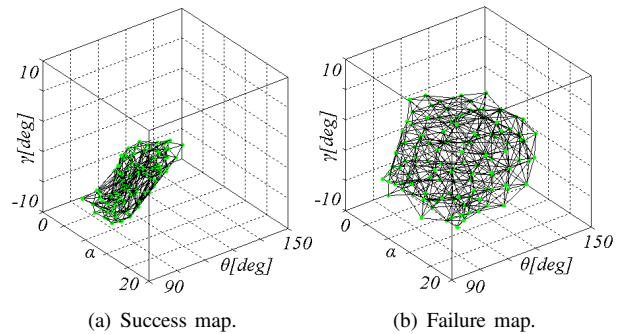 10
γ[deg]
-10
0
α
20
90
θ[deg]
150
(a) Success map.
10
γ[deg]
-10
0
α
20
90
θ[deg]
150
(b) Failure map.